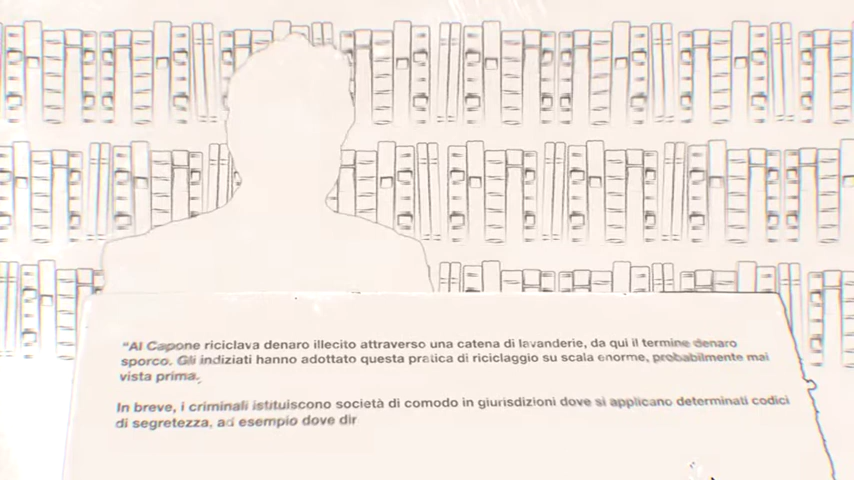 “Al Capone riciclava denaro illecito attraverso una catena di lavanderie, da qui il termine denaro
sporco. Gli indiziati hanno adottato questa pratica di riciclaggio su scala enorme, probabilmente mai
vista prima.
In breve, i criminali istituiscono società di comodo in giurisdizioni dove si applicano determinati codici
di segretezza, ad esempio dove dir